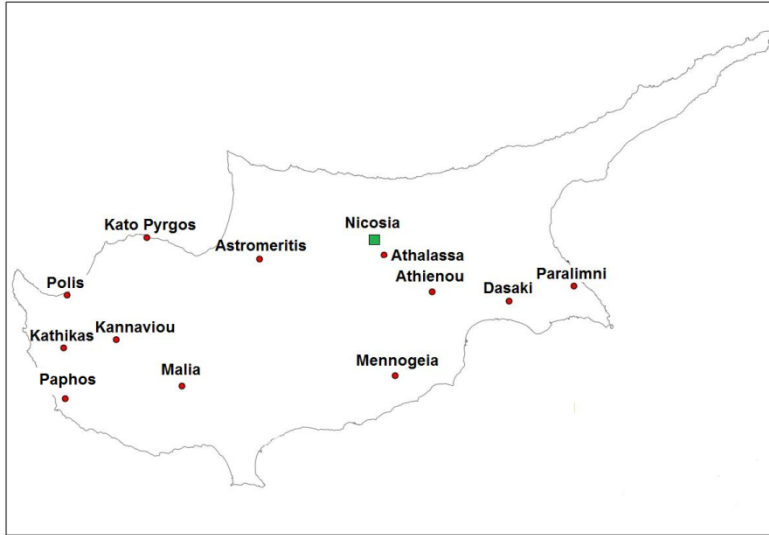 Kato Pyrgos
Nicosia
Astromeritis
Athalassa
Athienou
Paralimni
Dasaki
Polis
Kannaviou
Kathikas
Mennogeia
Malia
Paphos